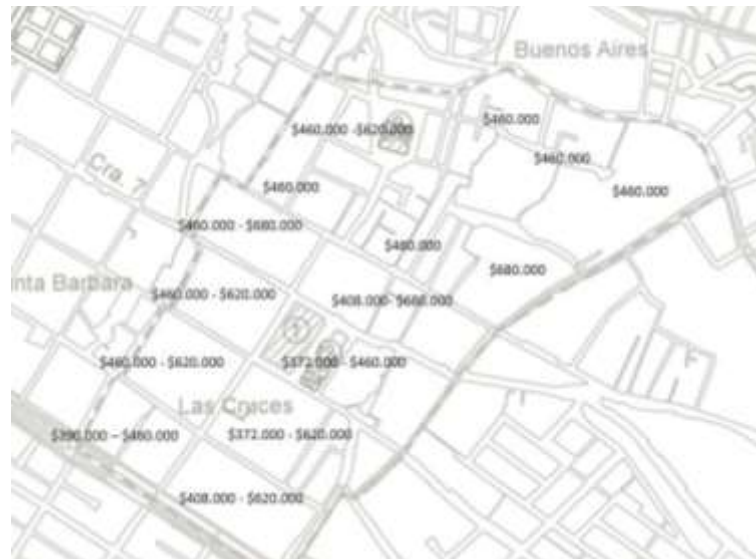 Buenos Aires
$460.000
$460.000 -$620.000
$460.000
Cra. 7
$460.000
$460.000
$460.000 - $680.000
$460.000
$680.000
nta Barbara
$460.000 - $620.000
$408.000- $680.000
$460.000 - $620.000
$372.000 - $460.000
Las Cruces
$390.000 – $460.000
$372.000 - $620.000
$408.000 - $620.000